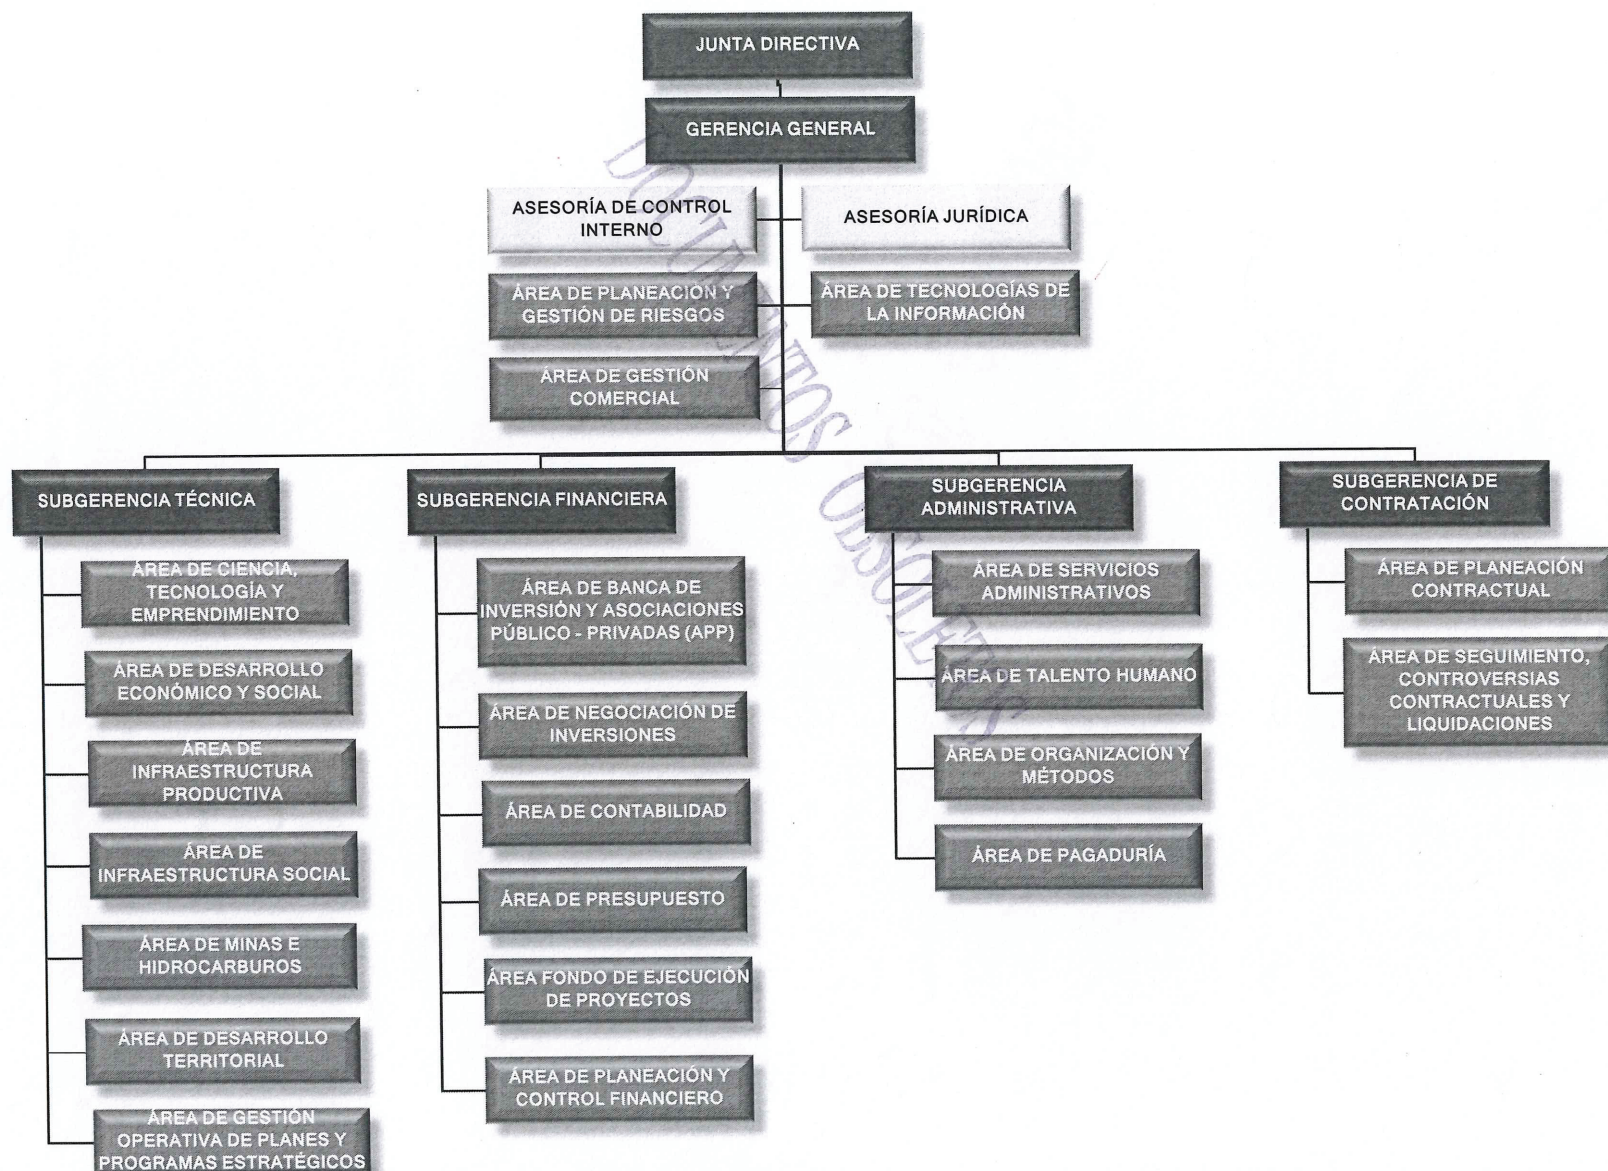 JUNTA DIRECTIVA
GERENCIA GENERAL
ASESORÍA DE CONTROL
INTERNO
ASESORÍA JURÍDICA
ÁREA DE PLANEACIÓN Y
GESTIÓN DE RIESGOS
ÁREA DE TECNOLOGÍAS DE
LA INFORMACIÓN
ÁREA DE GESTIÓN
COMERCIAL
DOCUMENTOS OBSOLETOS
SUBGERENCIA TÉCNICA
ÁREA DE CIENCIA,
TECNOLOGÍA Y
EMPRENDIMIENTO
ÁREA DE DESARROLLO
ECONÓMICO Y SOCIAL
ÁREA DE
INFRAESTRUCTURA
PRODUCTIVA
ÁREA DE
INFRAESTRUCTURA SOCIAL
ÁREA DE MINAS E
HIDROCARBUROS
ÁREA DE DESARROLLO
TERRITORIAL
ÁREA DE GESTIÓN
OPERATIVA DE PLANES Y
PROGRAMAS ESTRATÉGICOS
SUBGERENCIA FINANCIERA
ÁREA DE BANCA DE
INVERSIÓN Y ASOCIACIONES
PÚBLICO - PRIVADAS (APP)
ÁREA DE NEGOCIACIÓN DE
INVERSIONES
ÁREA DE CONTABILIDAD
ÁREA DE PRESUPUESTO
ÁREA FONDO DE EJECUCIÓN
DE PROYECTOS
ÁREA DE PLANEACIÓN Y
CONTROL FINANCIERO
SUBGERENCIA
ADMINISTRATIVA
ÁREA DE SERVICIOS
ADMINISTRATIVOS
ÁREA DE TALENTO HUMANO
ÁREA DE ORGANIZACIÓN Y
MÉTODOS
ÁREA DE PAGADURÍA
SUBGERENCIA DE
CONTRATACIÓN
ÁREA DE PLANEACIÓN
CONTRACTUAL
ÁREA DE SEGUIMIENTO,
CONTROVERSIAS
CONTRACTUALES Y
LIQUIDACIONES